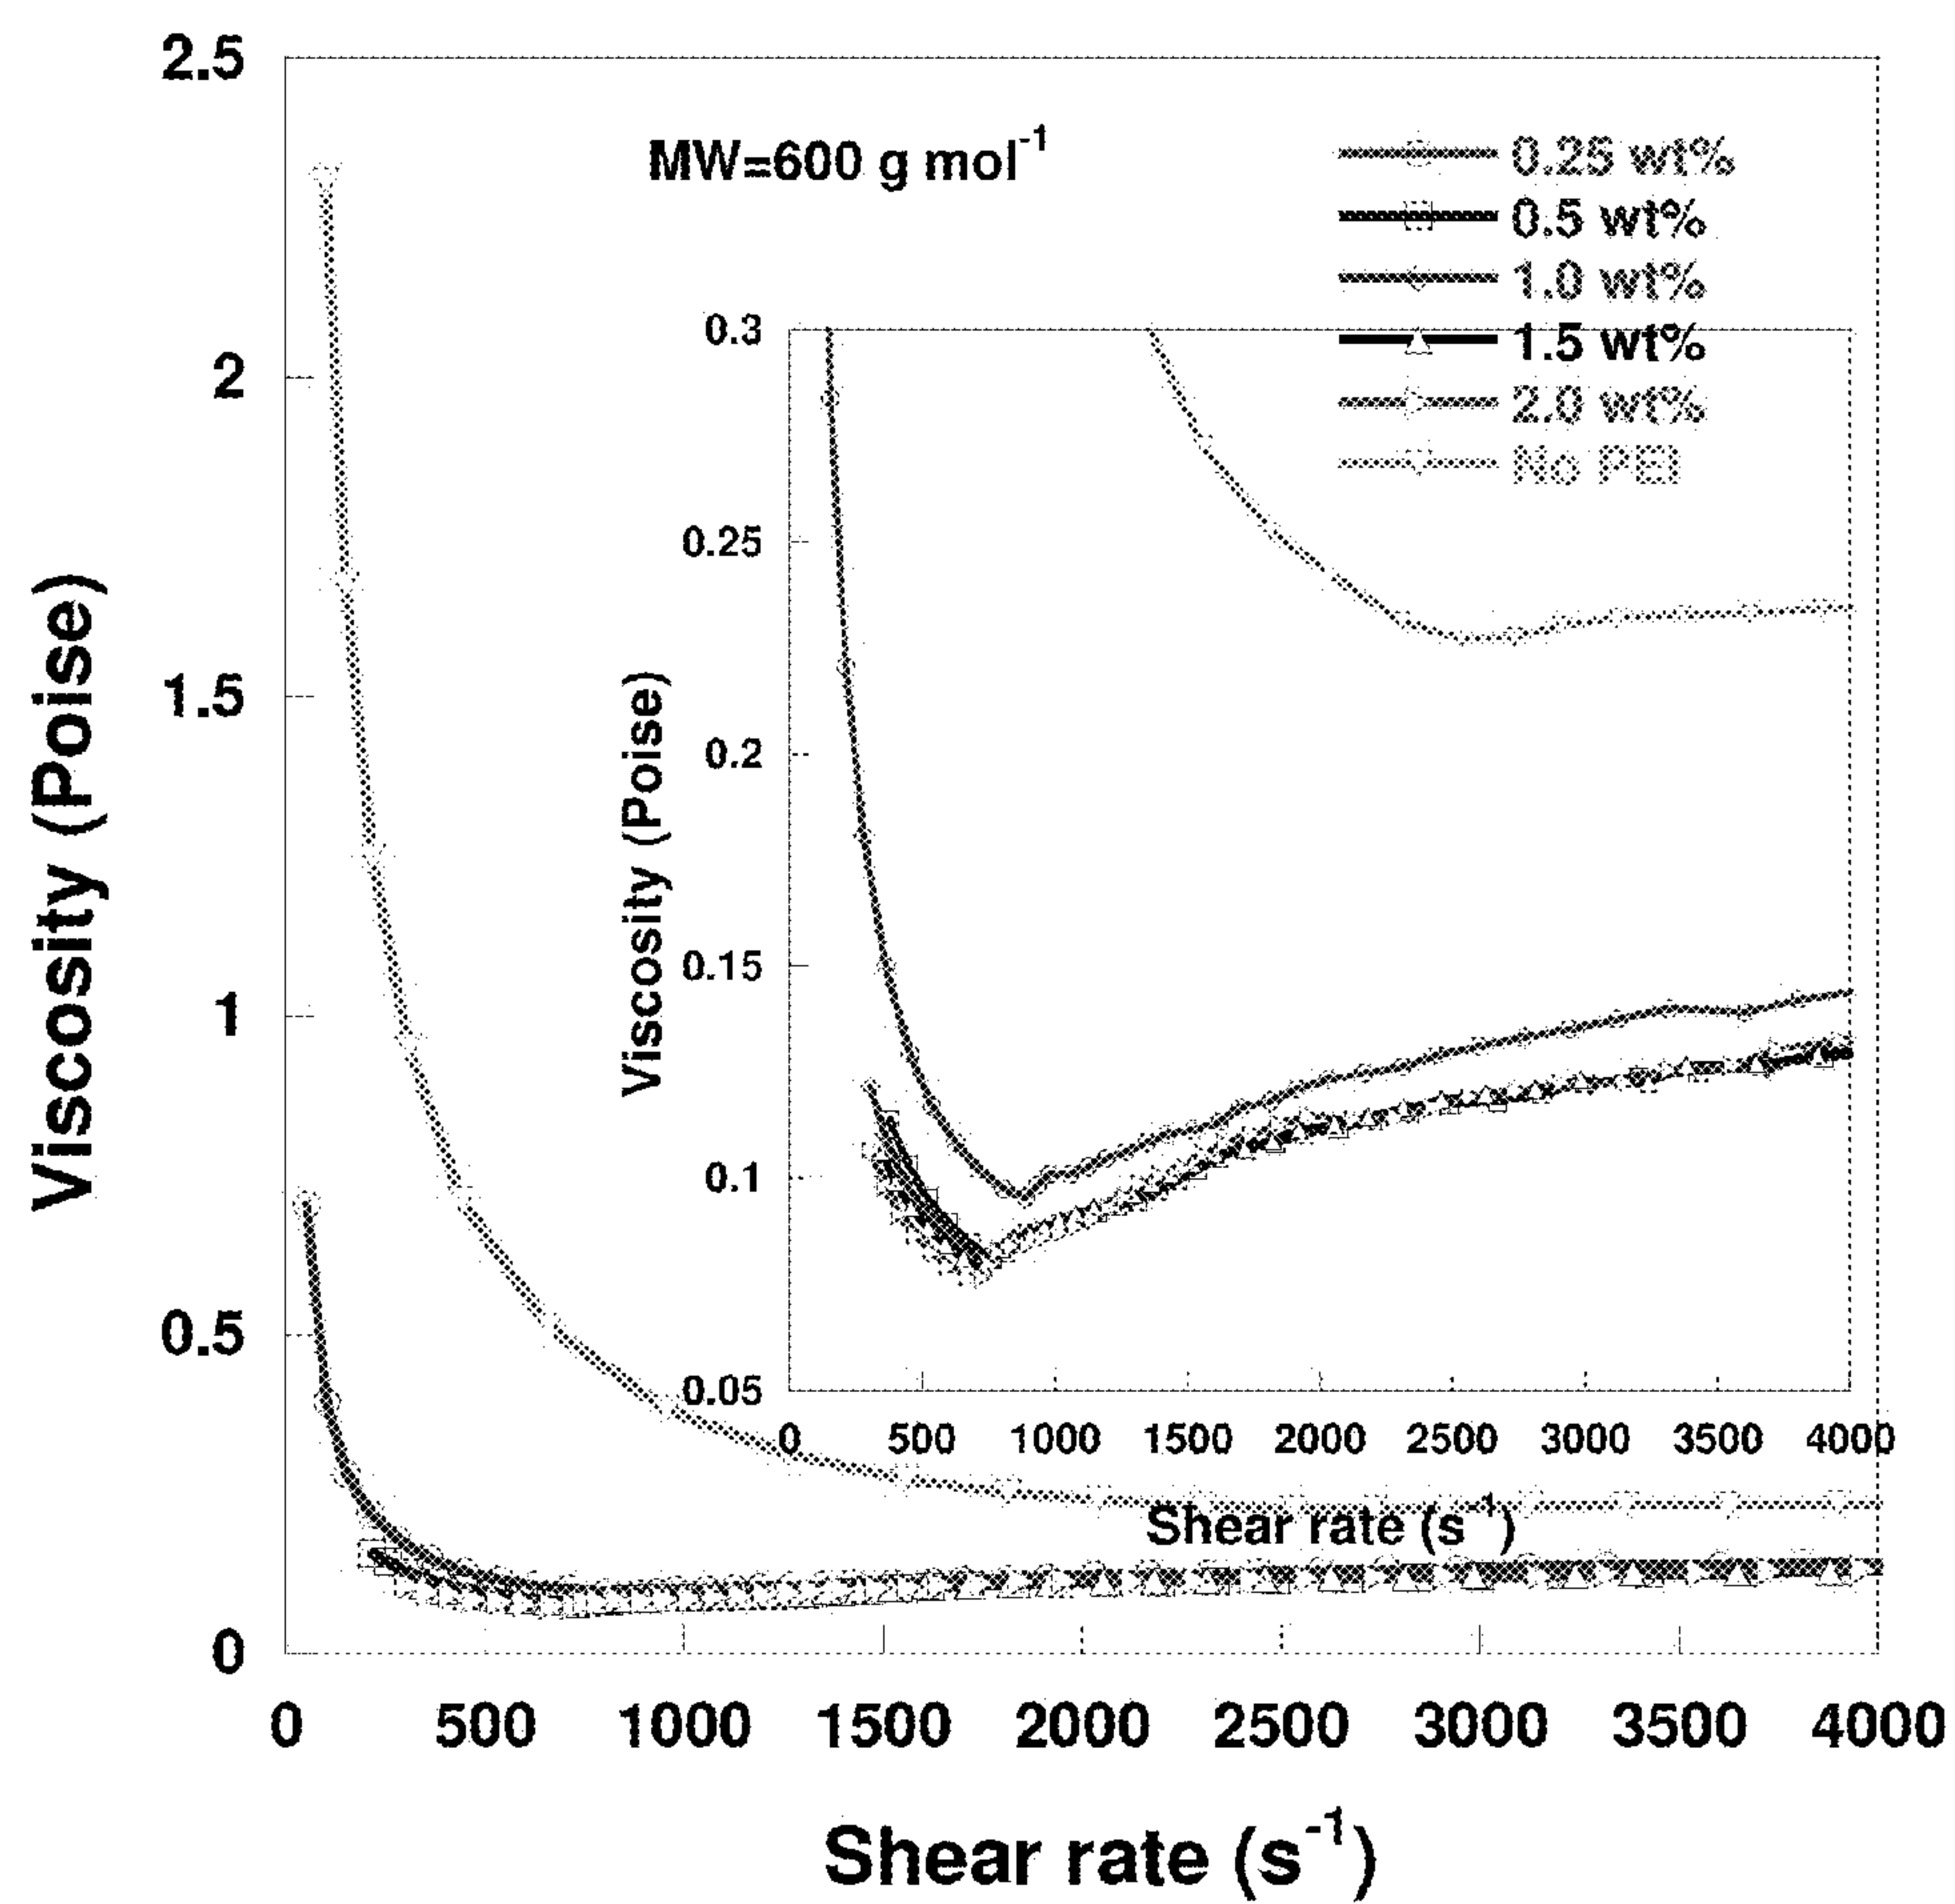 2.5
MW=600 g mol-1
0.25 wt%
0.5 wt%
1.0 wt%
1.5 wt%
2.0 wt%
No PEI
2
1.5
1
0.5
0
Viscosity (Poise)
0.3
0.25
0.2
0.15
0.1
0.05
Viscosity (Poise)
0 500 1000 1500 2000 2500 3000 3500 4000
Shear rate (s-1)
0 500 1000 1500 2000 2500 3000 3500 4000
Shear rate (s-1)